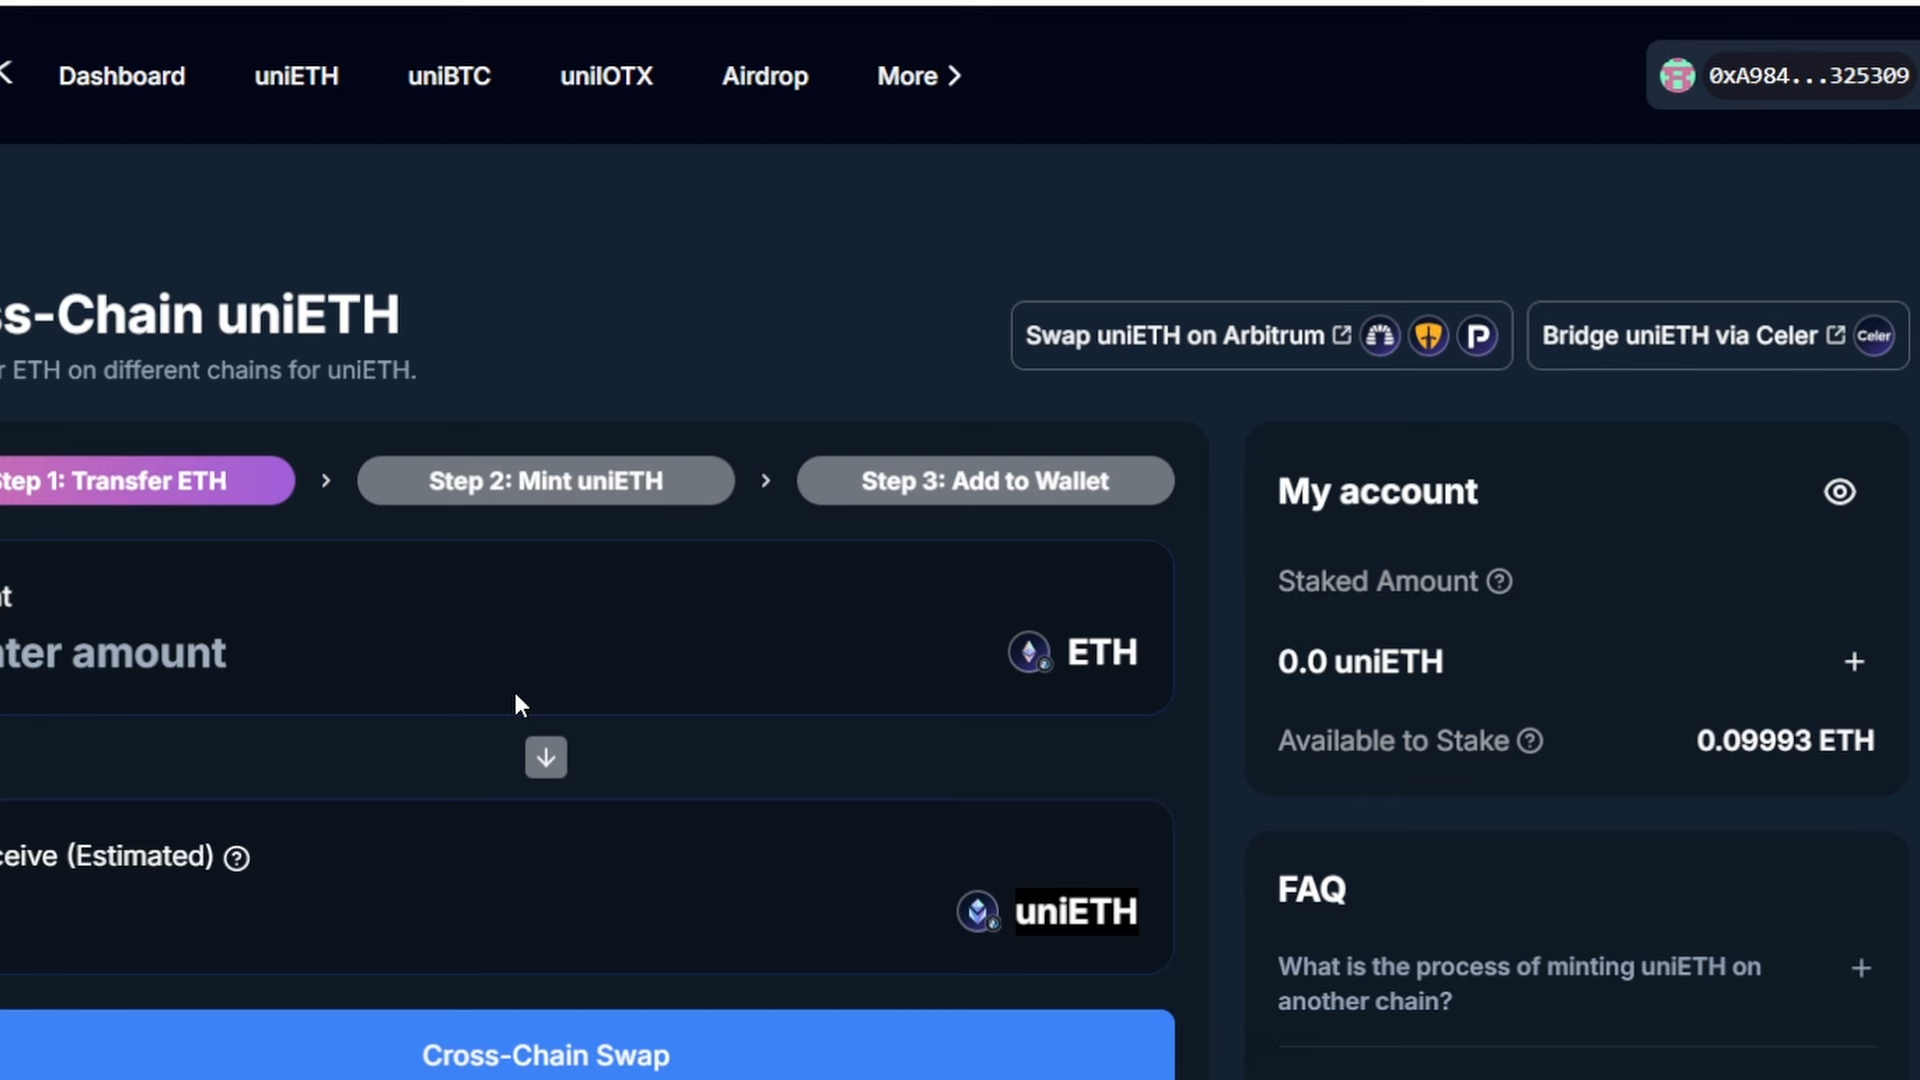 Dashboard uniETH uniBTC uniIOTX Airdrop More
0xA984...325309
ss-Chain uniETH
r ETH on different chains for uniETH.
Swap uniETH on Arbitrum
P
Bridge uniETH via Celer
Celer
tep 1: Transfer ETH
Step 2: Mint uniETH
Step 3: Add to Wallet
nt
nter amount
ETH
ceive (Estimated)
uniETH
Cross-Chain Swap
My account
Staked Amount
0.0 uniETH
Available to Stake
0.09993 ETH
FAQ
What is the process of minting uniETH on
another chain?